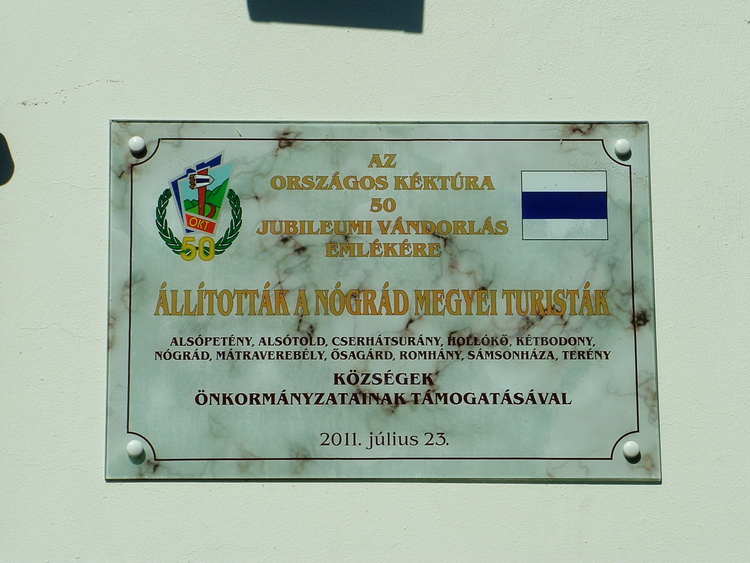 OKT
50
AZ
ORSZÁGOS KÉKTÚRA
50
JUBILEUMI VÁNDORLÁS
EMLÉKÉRE
ÁLLÍTOTTÁK A NÓGRÁD MEGYEI TURISTÁK
ALSÓPETÉNY, ALSÓTOLD, CSERHÁTSURÁNY, HOLLÓKŐ, KÉTBODONY,
NÓGRÁD, MÁTRAVEREBÉLY, ŐSAGÁRD, ROMHÁNY, SÁMSONHÁZA, TERÉNY
KÖZSÉGEK
ÖNKORMÁNYZATAINAK TÁMOGATÁSÁVAL
2011. július 23.